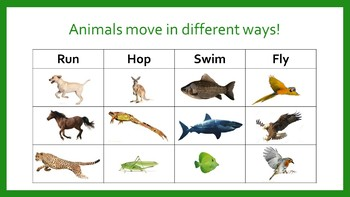 Animals move in different ways!
Run Hop Swim Fly